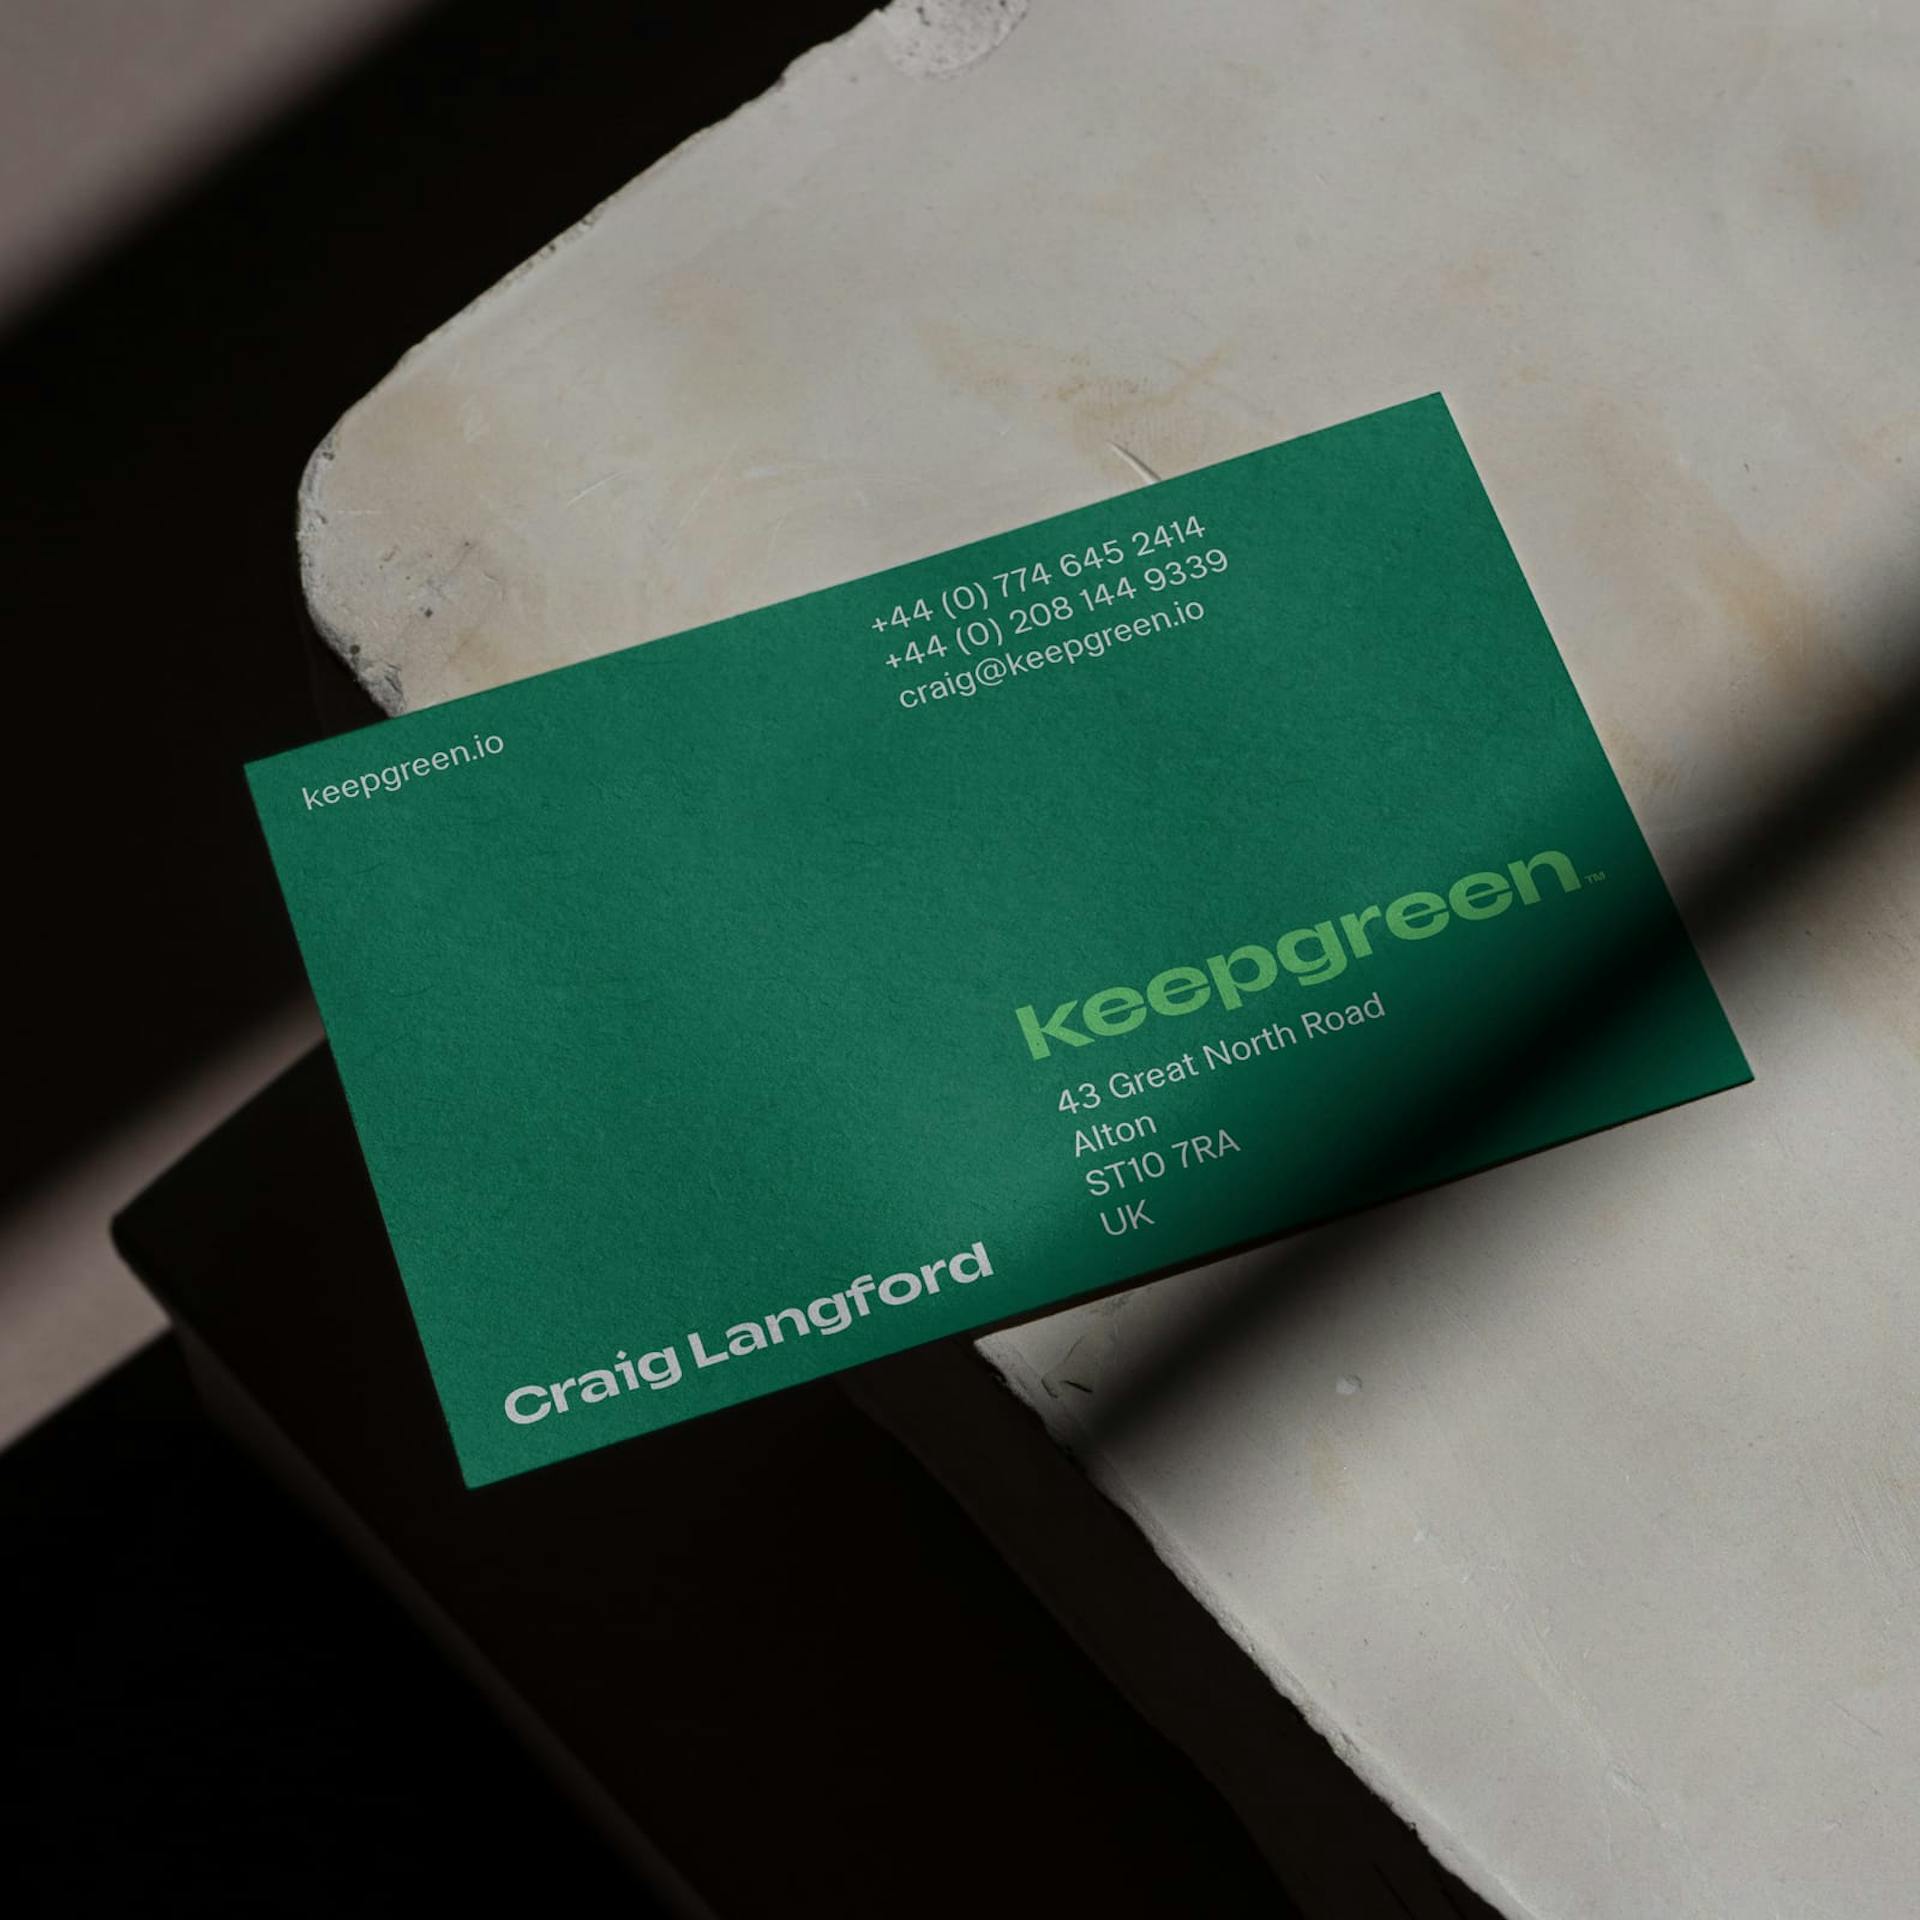 +44 (0) 774 645 2414
+44 (0) 208 144 9339
craig@keepgreen.io
keepgreen.io
keepgreen™
43 Great North Road
Alton
ST10 7RA
UK
Craig Langford